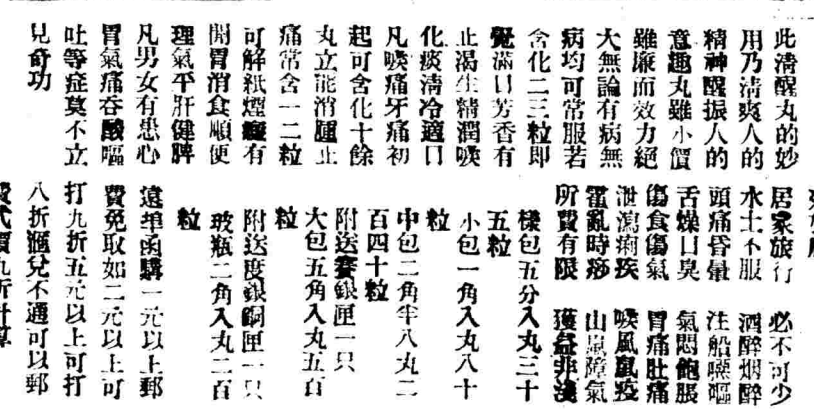 此清醒丸的妙
用乃清爽人的
精神醒振人的
意趣丸雖小價
雖廉而效力絕
大無論有病無
病均可常服若
含化二三粒即
覺滿口芳香有
止渴生精潤喉
化痰清冷適口
凡喉痛牙痛初
起可含化十餘
丸立能消腫止
痛常含一二粒
可解紙煙癮有
開胃消食順便
理氣平肝健脾
凡男女有患心
胃氣痛吞酸嘔
吐等症莫不立
見奇功
居家旅行 必不可少
水土不服 酒醉烟醉
頭痛昏暈 注船嘔
舌燥口臭 氣悶飽脹
傷食傷氣 胃痛肚痛
泄瀉痢疾 喉風鼠疫
霍亂時痧 山嵐障氣
所費有限 獲益非淺
樣包五分入丸三十
五粒
小包一角入丸八十
粒
中包二角半入丸二
百四十粒
附送賽銀匣一只
大包五角入丸五百
粒
附送度銀銅匣一只
玻瓶二角入丸二百
粒
遠埠函購一元以上郵
費免取如二元以上可
打九折五元以上可打
八折匯兌不通可以郵
代價九折計算